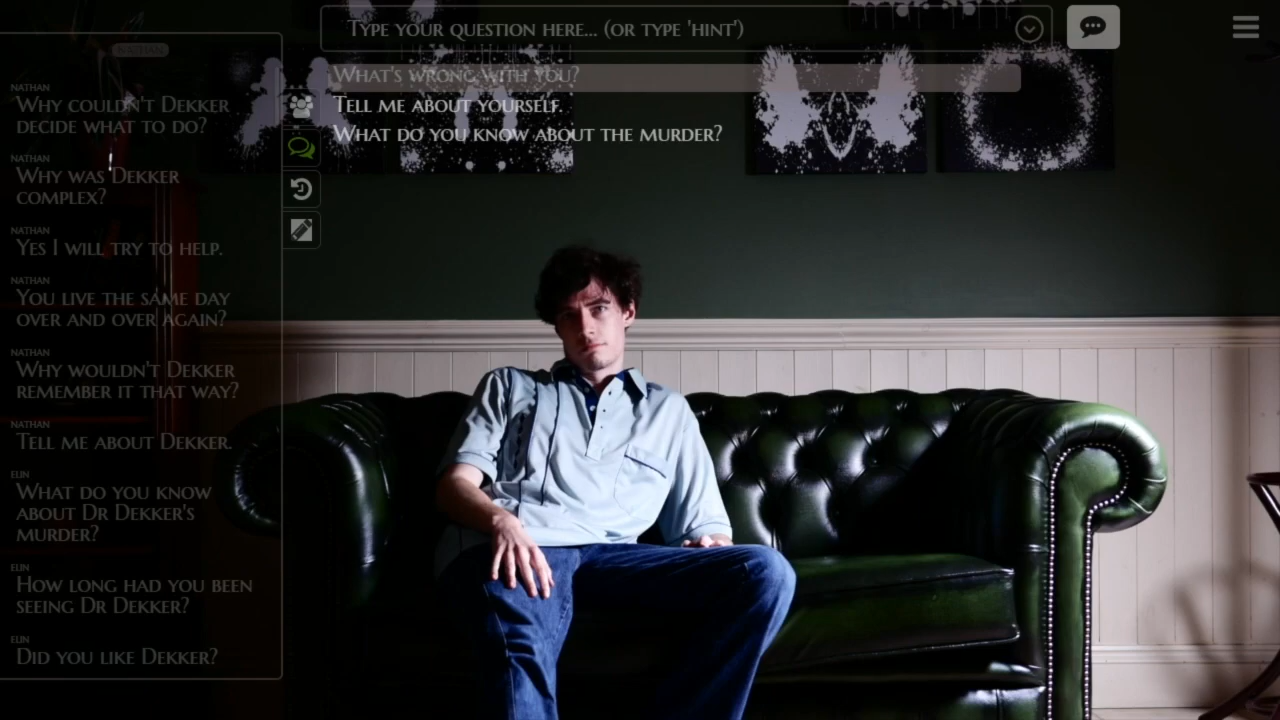 Type your question here... (or type 'hint')
What's wrong with you?
Tell me about yourself.
What do you know about the murder?
NATHAN
NATHAN
Why couldn't Dekker
decide what to do?
NATHAN
Why was Dekker
complex?
NATHAN
Yes I will try to help.
NATHAN
You live the same day
over and over again?
NATHAN
Why wouldn't Dekker
remember it that way?
NATHAN
Tell me about Dekker.
ELIN
What do you know
about Dr Dekker's
murder?
ELIN
How long had you been
seeing Dr Dekker?
ELIN
Did you like Dekker?